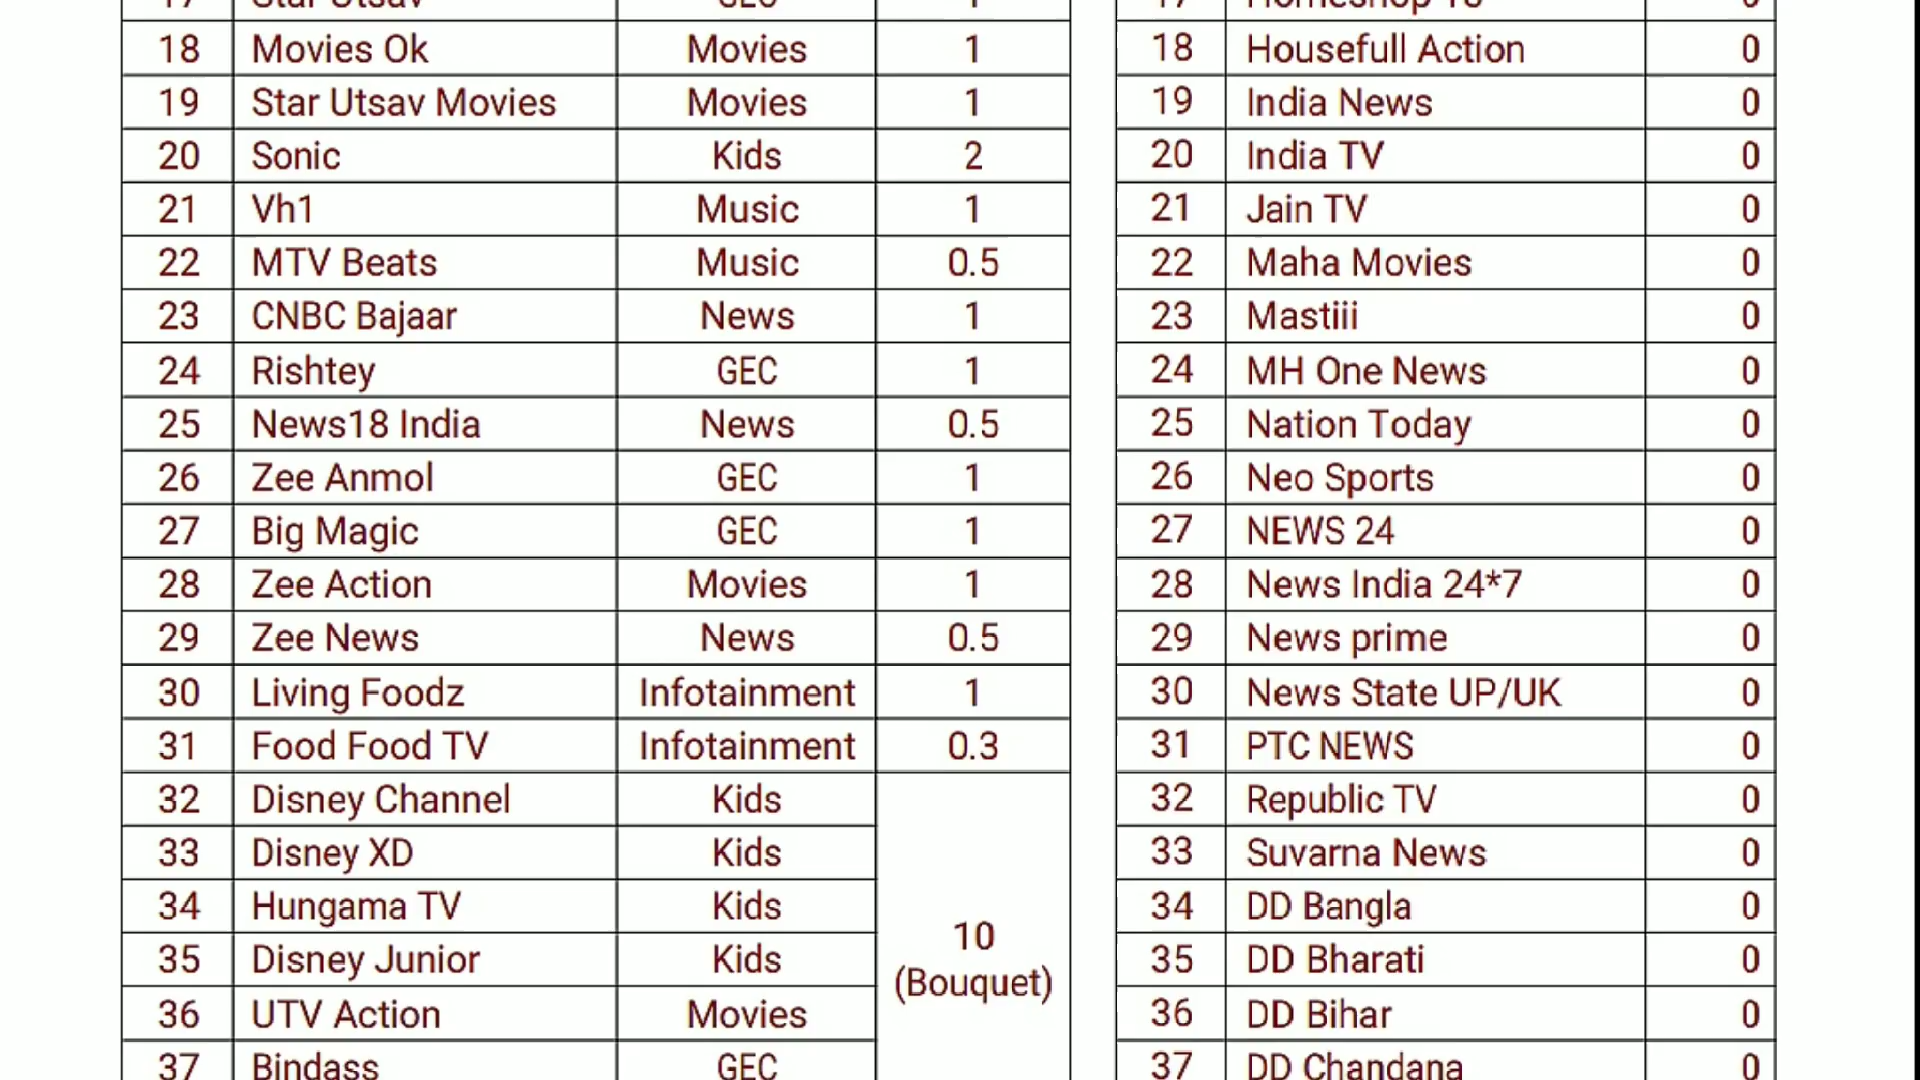 17 Star Utsav GEC 1 17 Homeshop 18 0
18 Movies Ok Movies 1 18 Housefull Action 0
19 Star Utsav Movies Movies 1 19 India News 0
20 Sonic Kids 2 20 India TV 0
21 Vh1 Music 1 21 Jain TV 0
22 MTV Beats Music 0.5 22 Maha Movies 0
23 CNBC Bajaar News 1 23 Mastiii 0
24 Rishtey GEC 1 24 MH One News 0
25 News18 India News 0.5 25 Nation Today 0
26 Zee Anmol GEC 1 26 Neo Sports 0
27 Big Magic GEC 1 27 NEWS 24 0
28 Zee Action Movies 1 28 News India 24*7 0
29 Zee News News 0.5 29 News prime 0
30 Living Foodz Infotainment 1 30 News State UP/UK 0
31 Food Food TV Infotainment 0.3 31 PTC NEWS 0
32 Disney Channel Kids 32 Republic TV 0
33 Disney XD Kids 33 Suvarna News 0
34 Hungama TV Kids 34 DD Bangla 0
10
35 Disney Junior Kids 35 DD Bharati 0
(Bouquet)
36 UTV Action Movies 36 DD Bihar 0
37 Bindass GEC 37 DD Chandana 0